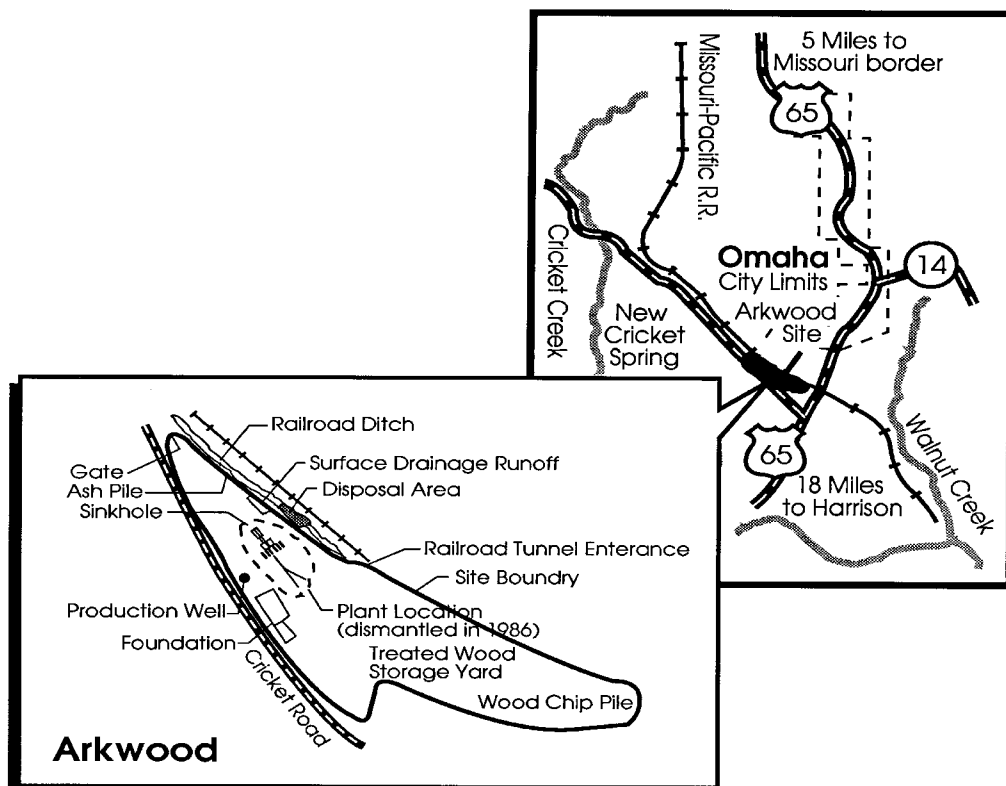 5 Miles to
Missouri border
65
Missouri-Pacific R.R.
Omaha
City Limits
14
Arkwood
Site
Cricket Creek
New
Cricket
Spring
65
18 Miles
to Harrison
Walnut Creek
Railroad Ditch
Gate
Surface Drainage Runoff
Ash Pile
Disposal Area
Sinkhole
Railroad Tunnel Enterance
Site Boundry
Production Well
Plant Location
(dismantled in 1986)
Foundation
Treated Wood
Storage Yard
Cricket Road
Wood Chip Pile
Arkwood